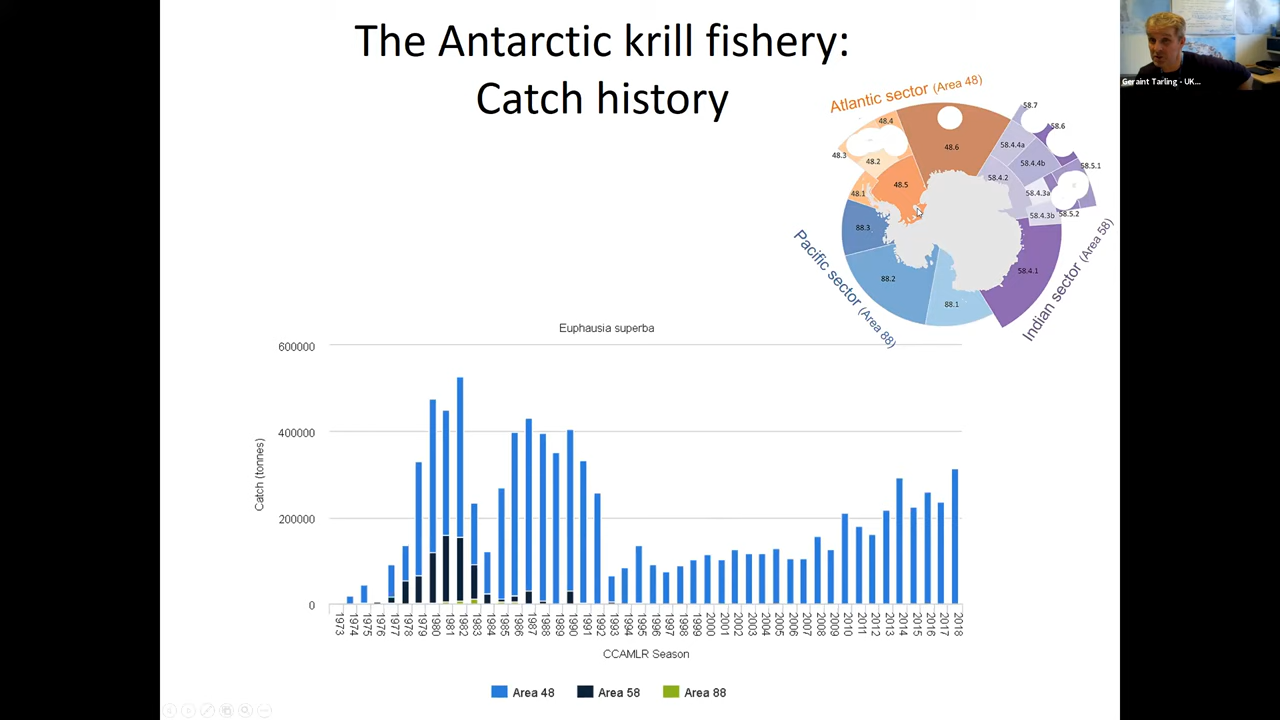 The Antarctic krill fishery:
Catch history
Geraint Tarling - UK...
Atlantic sector (Area 48)
48.4
48.3
48.2
48.6
48.5
48.1
58.7
58.6
58.4.4a
58.4.4b
58.5.1
58.4.2
58.4.3a
58.4.3b
58.5.2
88.3
88.2
88.1
58.4.1
Pacific sector (Area 88)
Indian sector (Area 58)
Euphausia superba
600000
400000
200000
0
Catch (tonnes)
1973 1974 1975 1976 1977 1978 1979 1980 1981 1982 1983 1984 1985 1986 1987 1988 1989 1990 1991 1992 1993 1994 1995 1996 1997 1998 1999 2000 2001 2002 2003 2004 2005 2006 2007 2008 2009 2010 2011 2012 2013 2014 2015 2016 2017 2018
CCAMLR Season
Area 48 Area 58 Area 88